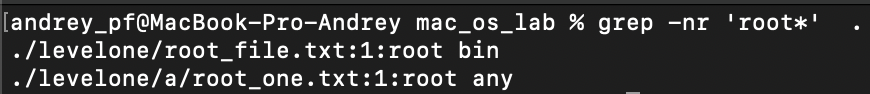 [andrey_pf@MacBook-Pro-Andrey mac_os_lab % grep -nr 'root*'  .
./levelone/root_file.txt:1:root bin
./levelone/a/root_one.txt:1:root any